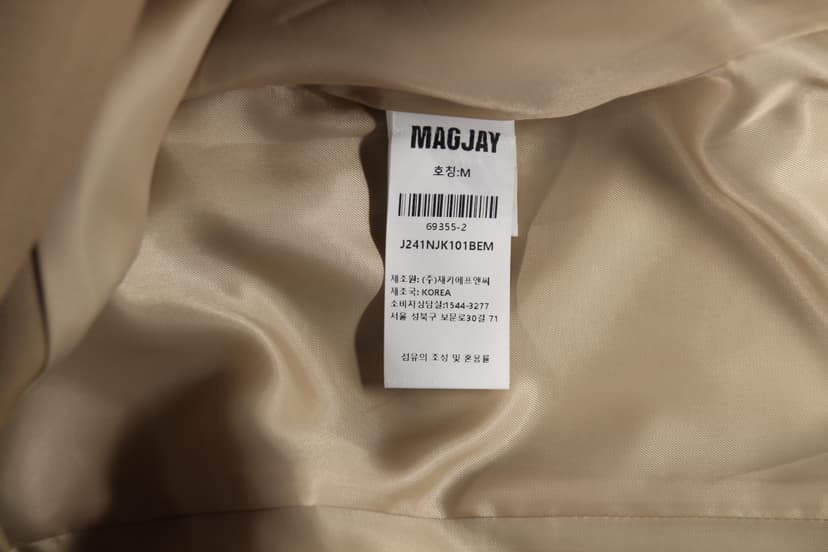 MAGJAY
호칭:M
69355-2
J241NJK101BEM
제조원: (주)재키에프앤씨
제조국: KOREA
소비자상담실:1544-3277
서울 성북구 보문로30길 71
섬유의 조성 및 혼용률